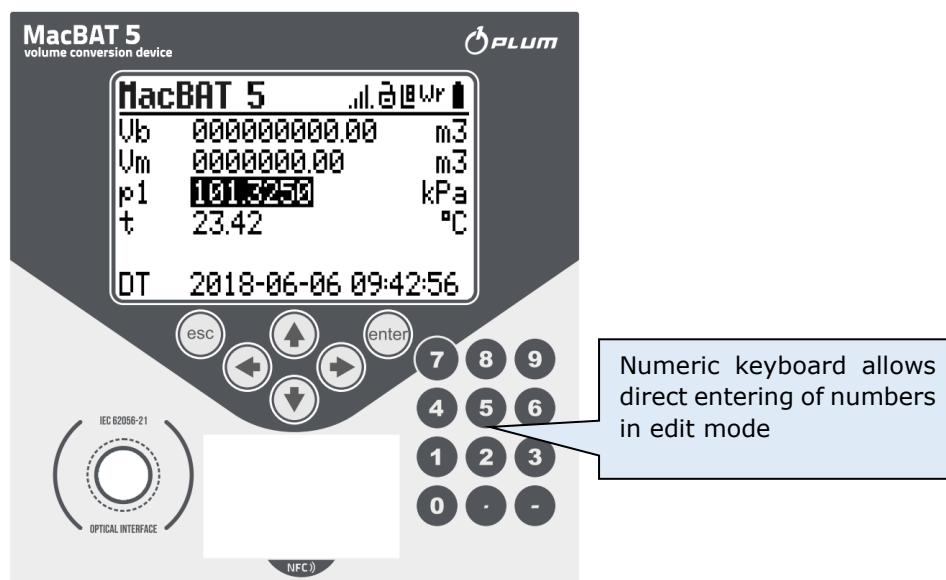 MacBAT 5
volume conversion device
PLUM
MacBAT 5 Wr
Vb 000000000.00 m3
Vm 0000000.00 m3
p1 101.3250 kPa
t 23.42 °C
DT 2018-06-06 09:42:56
esc enter
7 8 9
4 5 6
1 2 3
0 . -
Numeric keyboard allows
direct entering of numbers
in edit mode
IEC 62056-21
OPTICAL INTERFACE
NFC